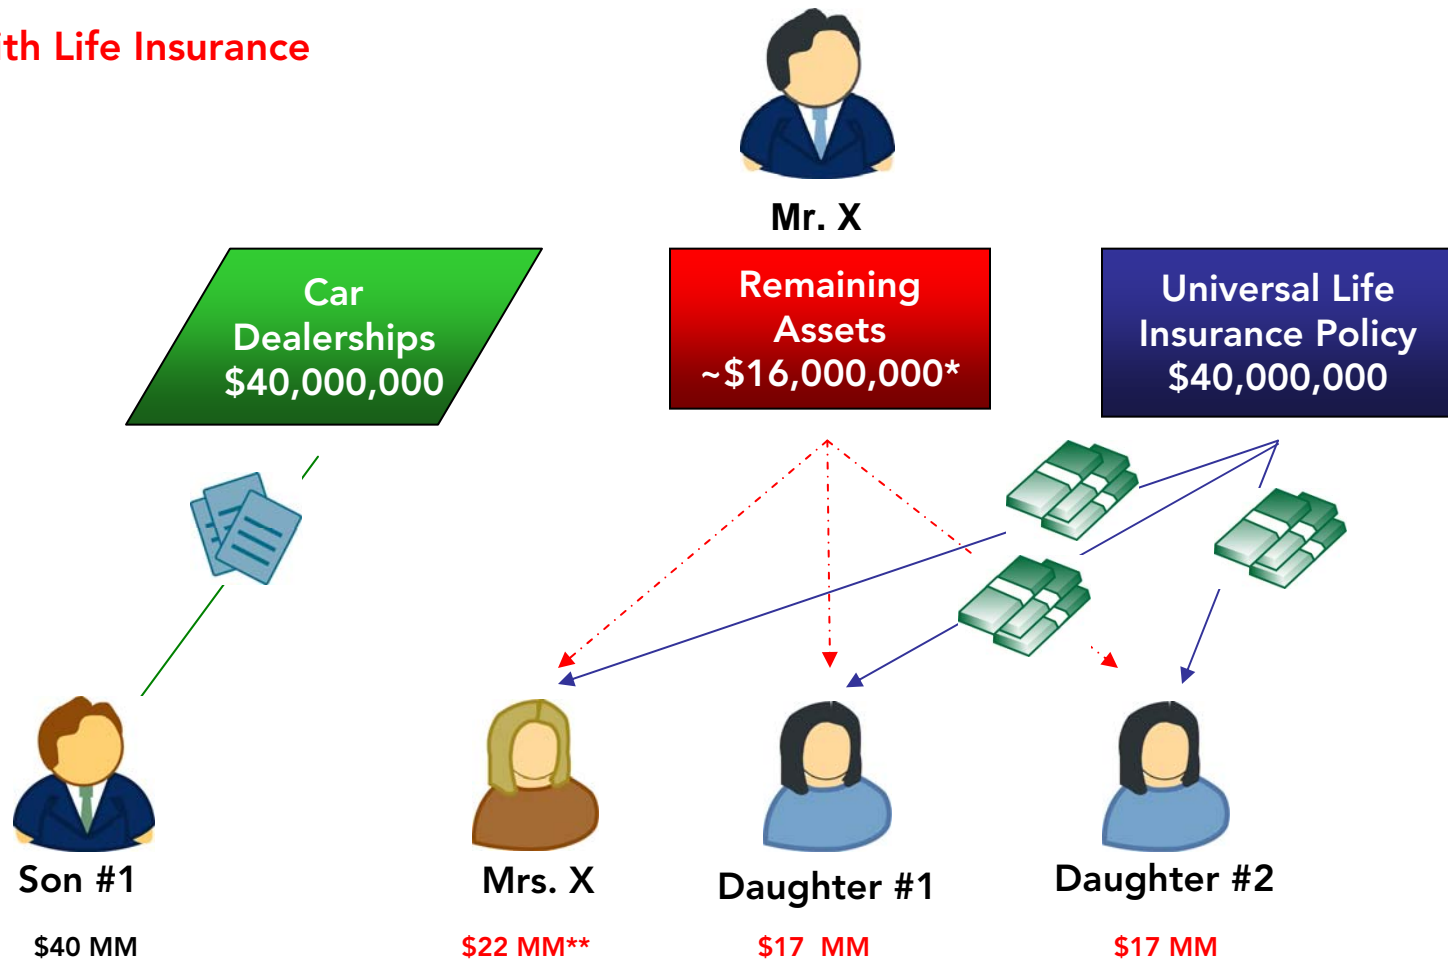 ith Life Insurance
Mr. X
Car
Dealerships
$40,000,000
Remaining
Assets
~$16,000,000*
Universal Life
Insurance Policy
$40,000,000
Son #1
Mrs. X
Daughter #1
Daughter #2
$40 MM
$22 MM**
$17 MM
$17 MM